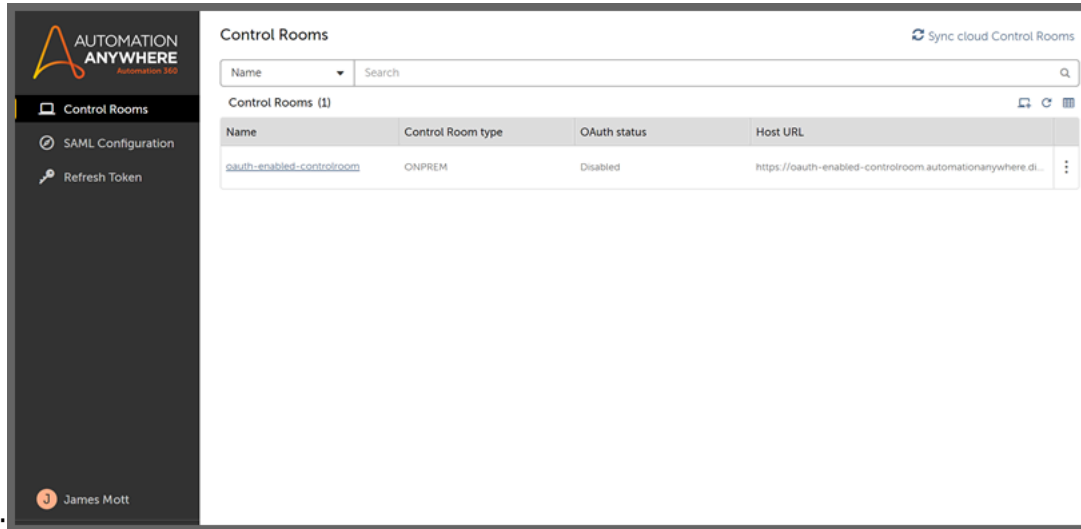 AUTOMATION
ANYWHERE
Automation 360
Control Rooms
SAML Configuration
Refresh Token
J James Mott
Control Rooms
Sync cloud Control Rooms
Name Search
Control Rooms (1)
Name Control Room type OAuth status Host URL
oauth-enabled-controlroom ONPREM Disabled https://oauth-enabled-controlroom.automationanywhere.di...
.